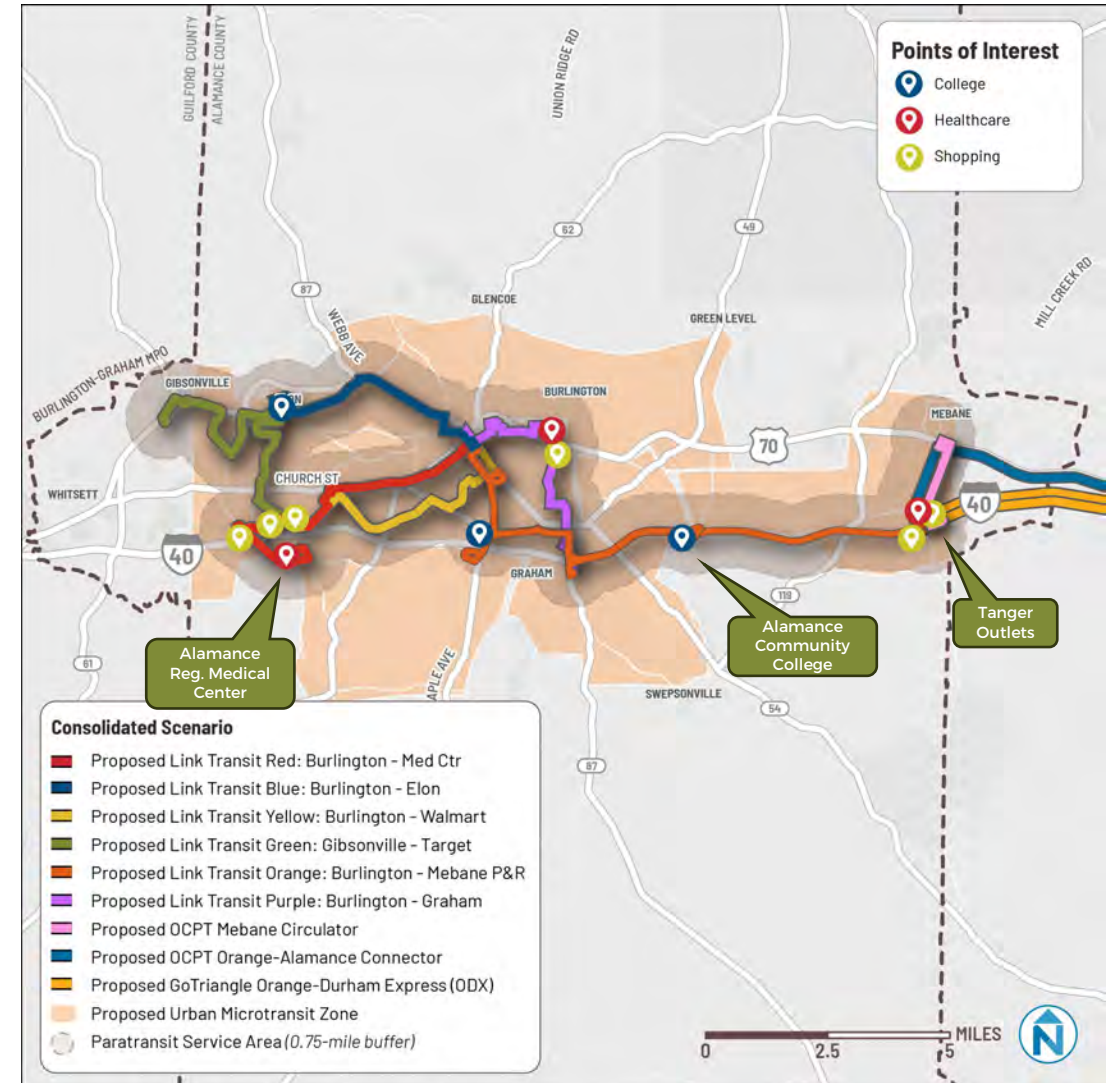 GUILFORD COUNTY
ALAMANCE COUNTY
UNION RIDGE RD
Points of Interest
College
Healthcare
Shopping
62
49
87
WEBB AVE
GLENCOE
GREEN LEVEL
MILL CREEK RD
BURLINGTON-GRAHAM MPO
GIBSONVILLE
BURLINGTON
MEBANE
70
CHURCH ST
WHITSETT
40
40
GRAHAM
119
Alamance
Reg. Medical
Center
Alamance
Community
College
Tanger
Outlets
61
APLE AVE
SWEPSONVILLE
54
87
Consolidated Scenario
Proposed Link Transit Red: Burlington - Med Ctr
Proposed Link Transit Blue: Burlington - Elon
Proposed Link Transit Yellow: Burlington - Walmart
Proposed Link Transit Green: Gibsonville - Target
Proposed Link Transit Orange: Burlington - Mebane P&R
Proposed Link Transit Purple: Burlington - Graham
Proposed OCPT Mebane Circulator
Proposed OCPT Orange-Alamance Connector
Proposed GoTriangle Orange-Durham Express (ODX)
Proposed Urban Microtransit Zone
Paratransit Service Area (0.75-mile buffer)
MILES
0 2.5 5
N